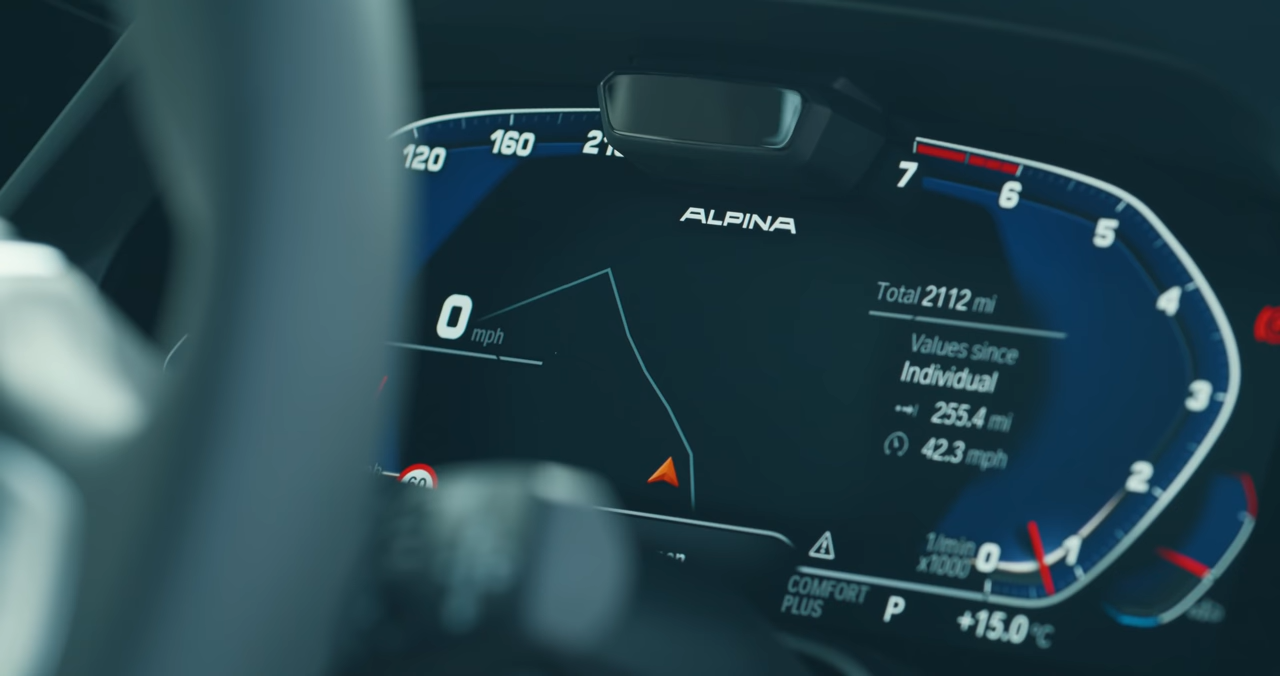 120
160
ALPINA
7
6
5
4
3
2
1
0
0 mph
Total 2112 mi
Values since
Individual
255.4 mi
42.3 mph
60
1/min
x1000
COMFORT
PLUS
P
+15.0 °C